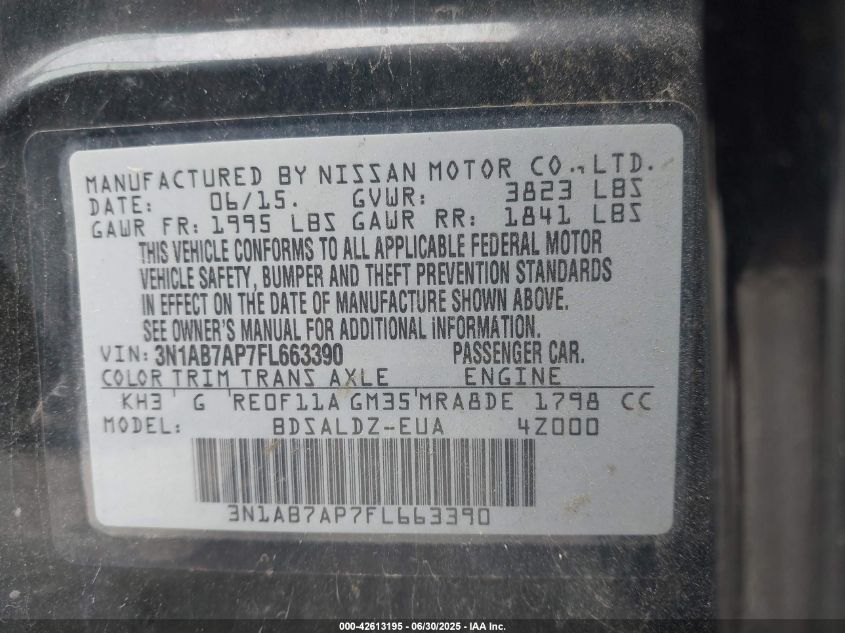 MANUFACTURED BY NISSAN MOTOR CO., LTD.
DATE: 06/15. GVWR: 3823 LBS
GAWR FR: 1995 LBS GAWR RR: 1841 LBS
THIS VEHICLE CONFORMS TO ALL APPLICABLE FEDERAL MOTOR
VEHICLE SAFETY, BUMPER AND THEFT PREVENTION STANDARDS
IN EFFECT ON THE DATE OF MANUFACTURE SHOWN ABOVE.
SEE OWNER'S MANUAL FOR ADDITIONAL INFORMATION.
VIN: 3N1AB7AP7FL663390 PASSENGER CAR.
COLOR TRIM TRANS AXLE ENGINE
KH3 G RE0F11A GM35 MRA8DE 1798 CC
MODEL: BDSALDZ-EUA 4Z000
3N1AB7AP7FL663390
000-42613195 - 06/30/2025 - IAA Inc.